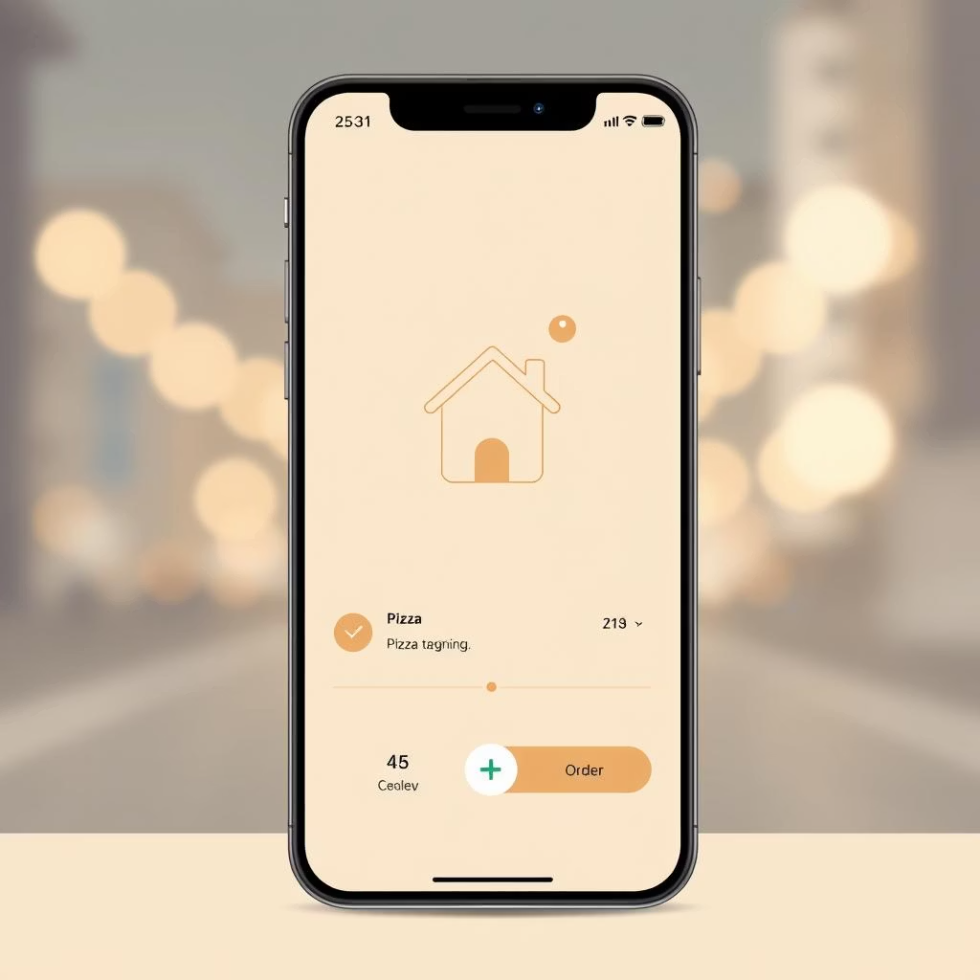 2531
Pizza
219
Pizza tagning.
45
Ceolev
Order